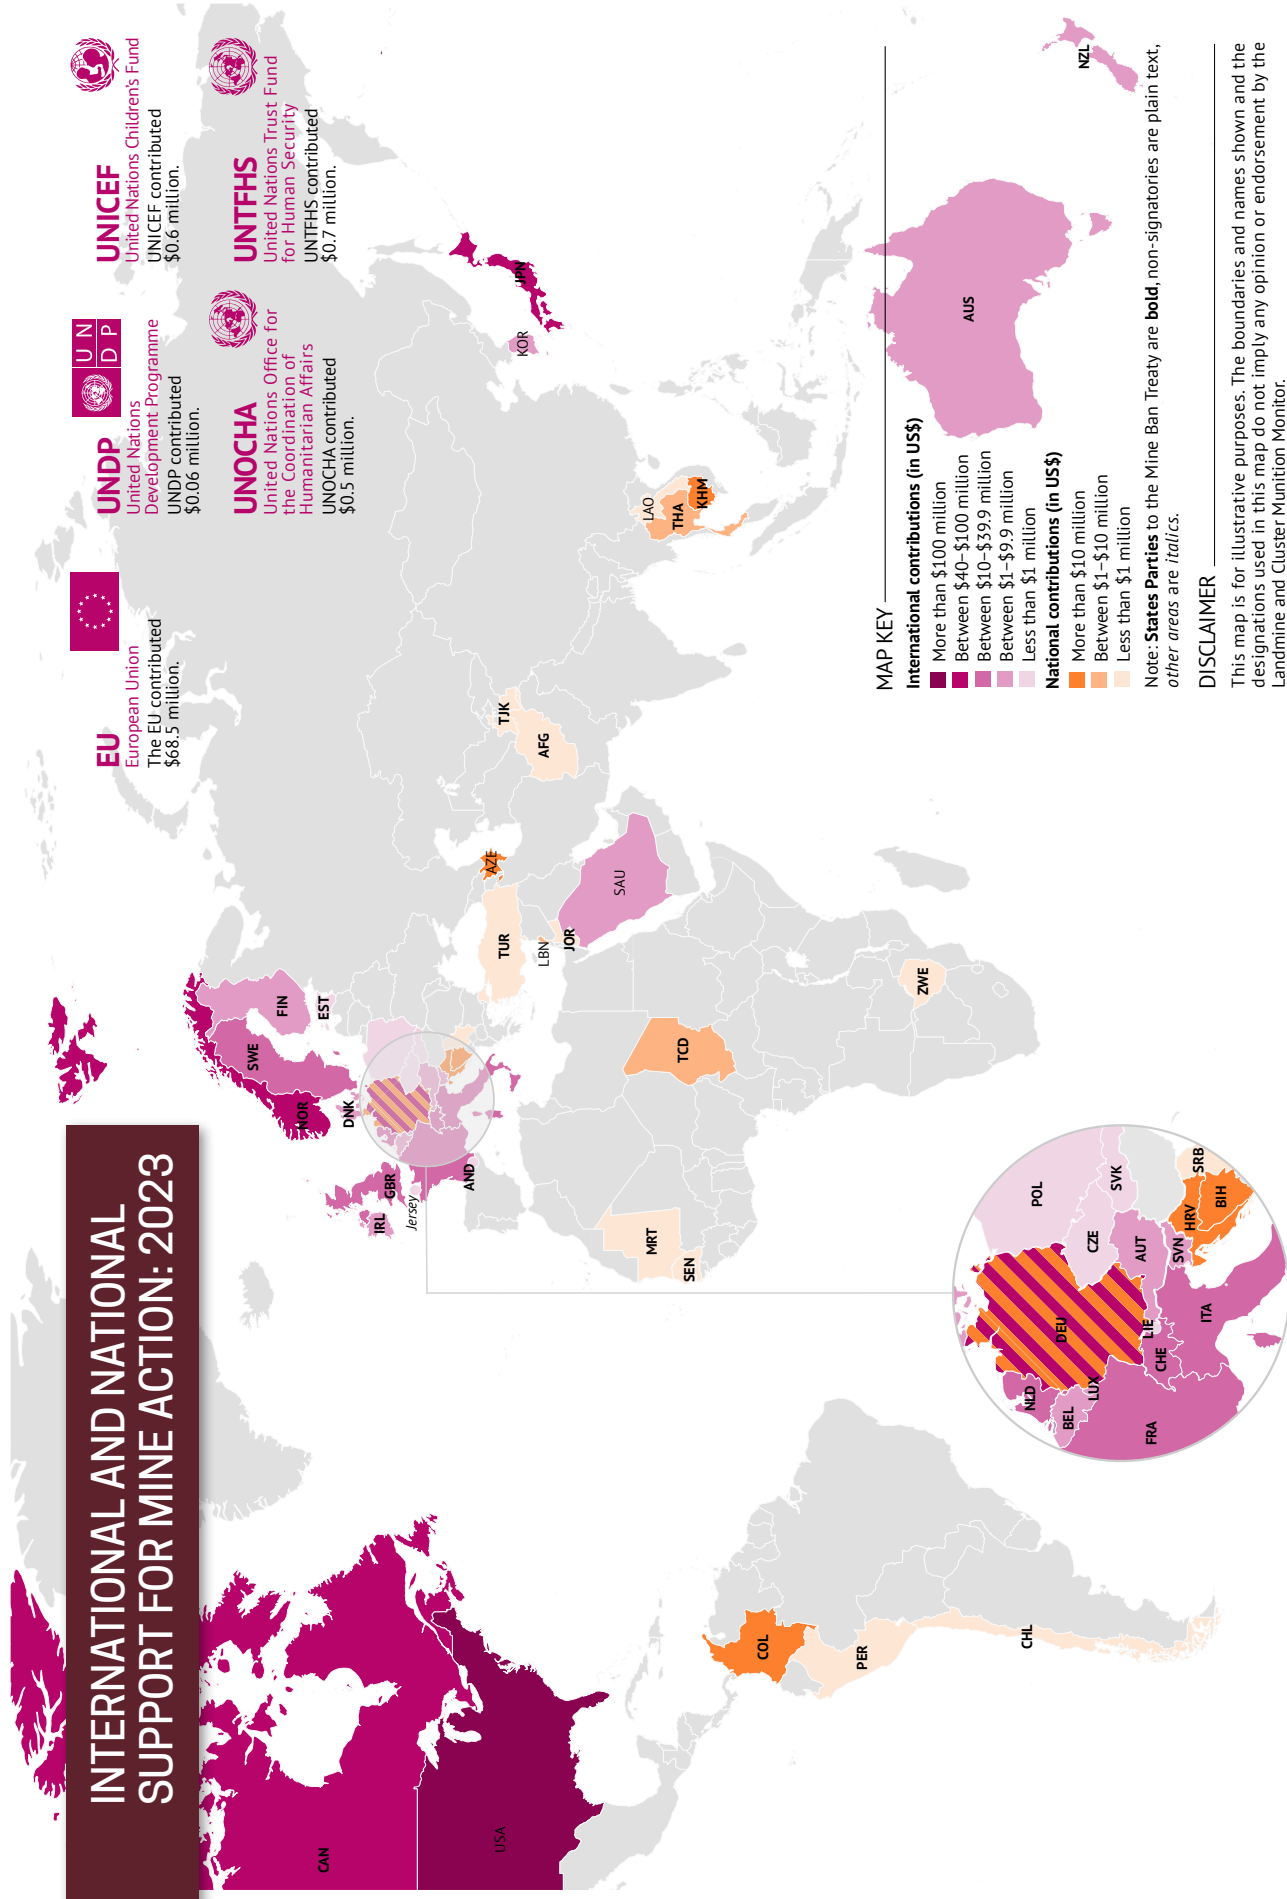 INTERNATIONAL AND NATIONAL
SUPPORT FOR MINE ACTION: 2023
EU
European Union
The EU contributed
$68.5 million.
UN
DP
UNDP
United Nations
Development Programme
UNDP contributed
$0.06 million.
UNICEF
United Nations Children's Fund
UNICEF contributed
$0.6 million.
UNOCHA
United Nations Office for
the Coordination of
Humanitarian Affairs
UNOCHA contributed
$0.5 million.
UNTFHS
United Nations Trust Fund
for Human Security
UNTFHS contributed
$0.7 million.
CAN
USA
COL
PER
CHL
NOR
SWE
FIN
EST
DNK
GBR
IRL
Jersey
AND
TUR
AZE
LBN
JOR
SAU
TJK
AFG
MRT
SEN
TCD
ZWE
LAO
THA
KHM
KOR
JPN
AUS
NZL
POL
SVK
CZE
AUT
SVN
HRV
SRB
BIH
DEU
NLD
BEL
LUX
LIE
CHE
ITA
FRA
MAP KEY
International contributions (in US$)
More than $100 million
Between $40–$100 million
Between $10–$39.9 million
Between $1–$9.9 million
Less than $1 million
National contributions (in US$)
More than $10 million
Between $1–$10 million
Less than $1 million
Note: States Parties to the Mine Ban Treaty are bold, non-signatories are plain text,
other areas are italics.
DISCLAIMER
This map is for illustrative purposes. The boundaries and names shown and the
designations used in this map do not imply any opinion or endorsement by the
Landmine and Cluster Munition Monitor.